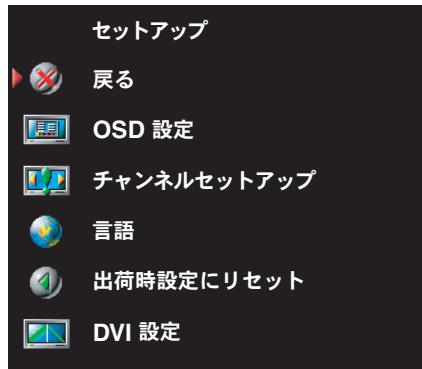 セットアップ
戻る
OSD 設定
チャンネルセットアップ
言語
出荷時設定にリセット
DVI 設定